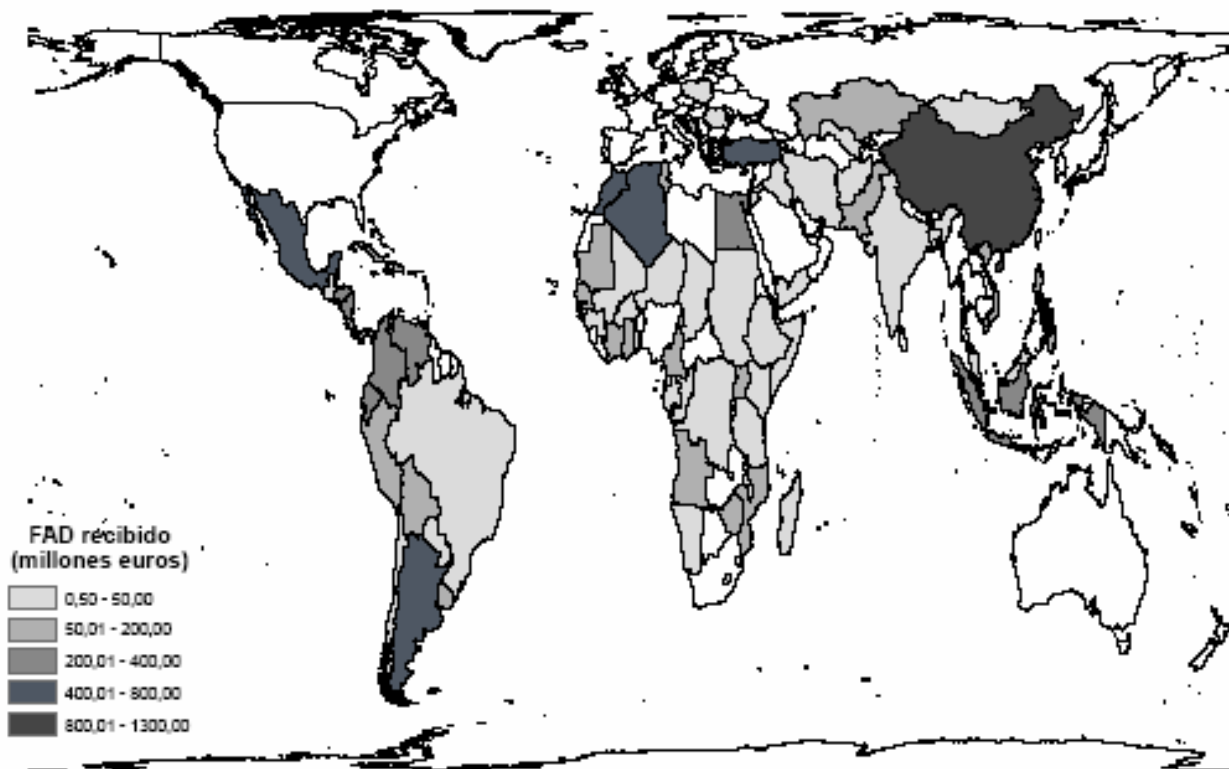 FAD recibido
(millones euros)
0,50 - 50,00
50,01 - 200,00
200,01 - 400,00
400,01 - 800,00
800,01 - 1300,00